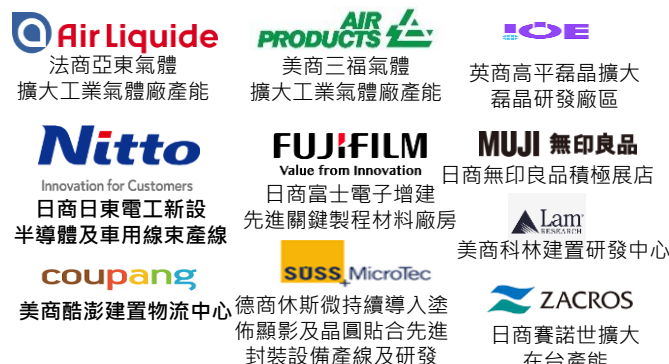 Air Liquide
法商亞東氣體
擴大工業氣體廠產能
AIR
PRODUCTS
美商三福氣體
擴大工業氣體廠產能
IQE
英商高平磊晶擴大
磊晶研發廠區
Nitto
Innovation for Customers
日商日東電工新設
半導體及車用線束產線
FUJIFILM
Value from Innovation
日商富士電子增建
先進關鍵製程材料廠房
MUJI 無印良品
日商無印良品積極展店
Lam
RESEARCH
美商科林建置研發中心
coupang
美商酷澎建置物流中心
SUSS MicroTec
德商休斯微持續導入塗
佈顯影及晶圓貼合先進
封裝設備產線及研發
ZACROS
日商賽諾世擴大
在台產能